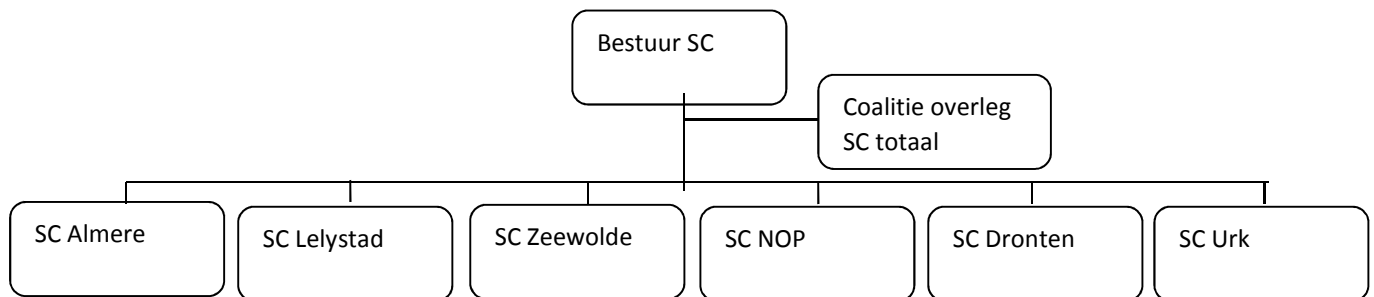 Bestuur SC
Coalitie overleg
SC totaal
SC Almere
SC Lelystad
SC Zeewolde
SC NOP
SC Dronten
SC Urk